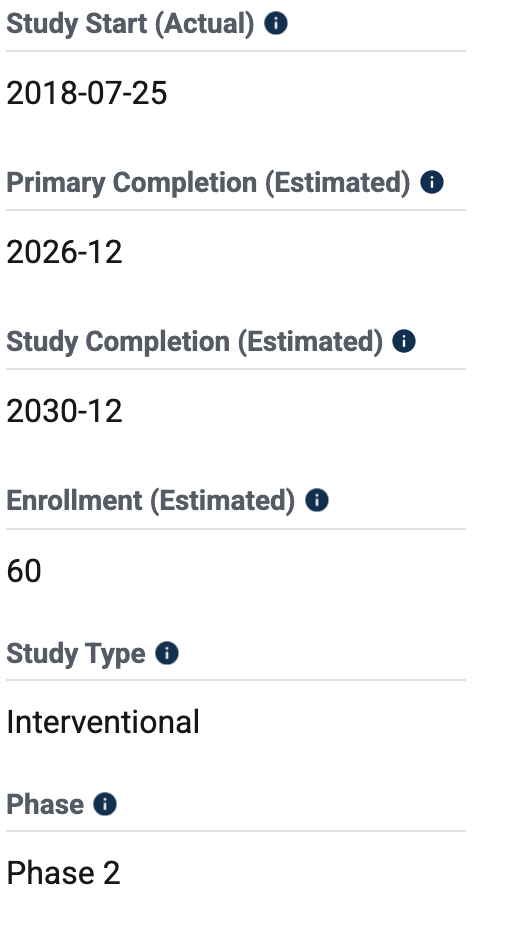 Study Start (Actual)
2018-07-25
Primary Completion (Estimated)
2026-12
Study Completion (Estimated)
2030-12
Enrollment (Estimated)
60
Study Type
Interventional
Phase
Phase 2